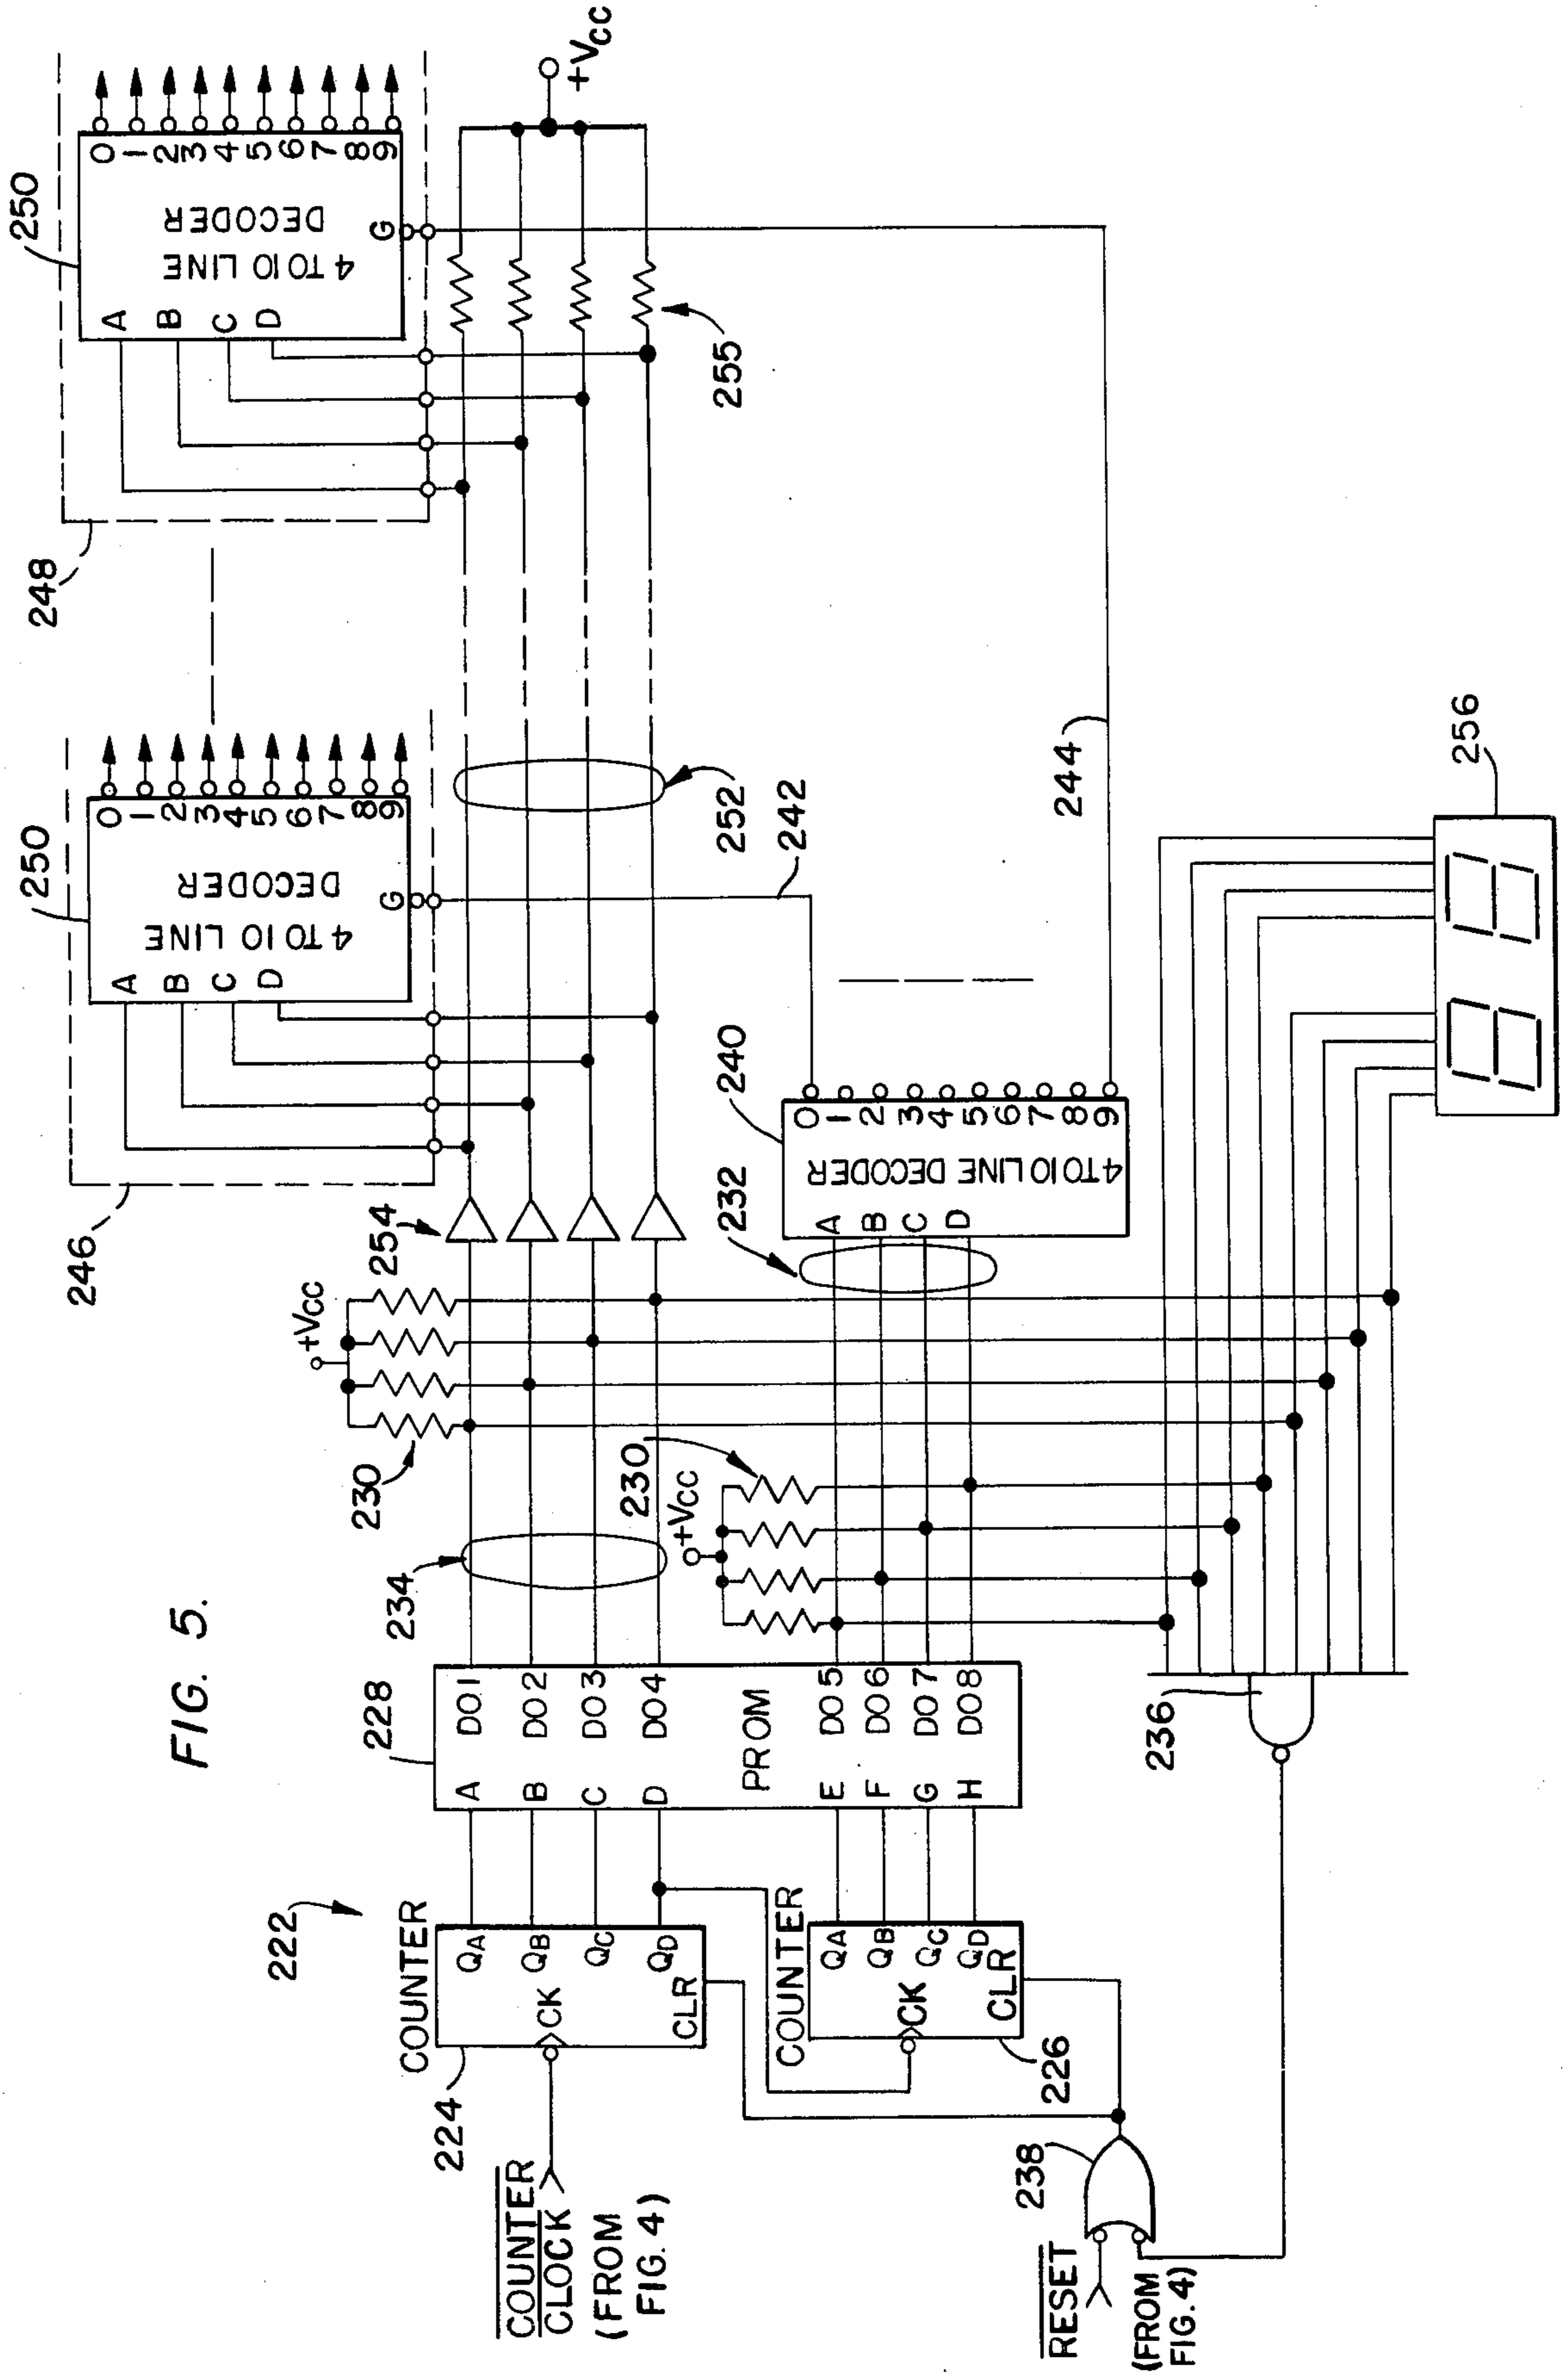 FIG. 5.
222
COUNTER
224
CK
QA
QB
QC
QD
CLR
COUNTER
CLOCK
(FROM
FIG. 4)
COUNTER
226
CK
QA
QB
QC
QD
CLR
238
RESET
(FROM
FIG. 4)
228
PROM
A
B
C
D
E
F
G
H
DO1
DO2
DO3
DO4
DO5
DO6
DO7
DO8
234
230
+VCC
230
+VCC
236
254
246
250
4 TO 10 LINE
DECODER
A
B
C
D
G
0
1
2
3
4
5
6
7
8
9
232
240
4 TO 10 LINE DECODER
A
B
C
D
0
1
2
3
4
5
6
7
8
9
252
242
244
248
250
4 TO 10 LINE
DECODER
A
B
C
D
G
0
1
2
3
4
5
6
7
8
9
255
+VCC
256